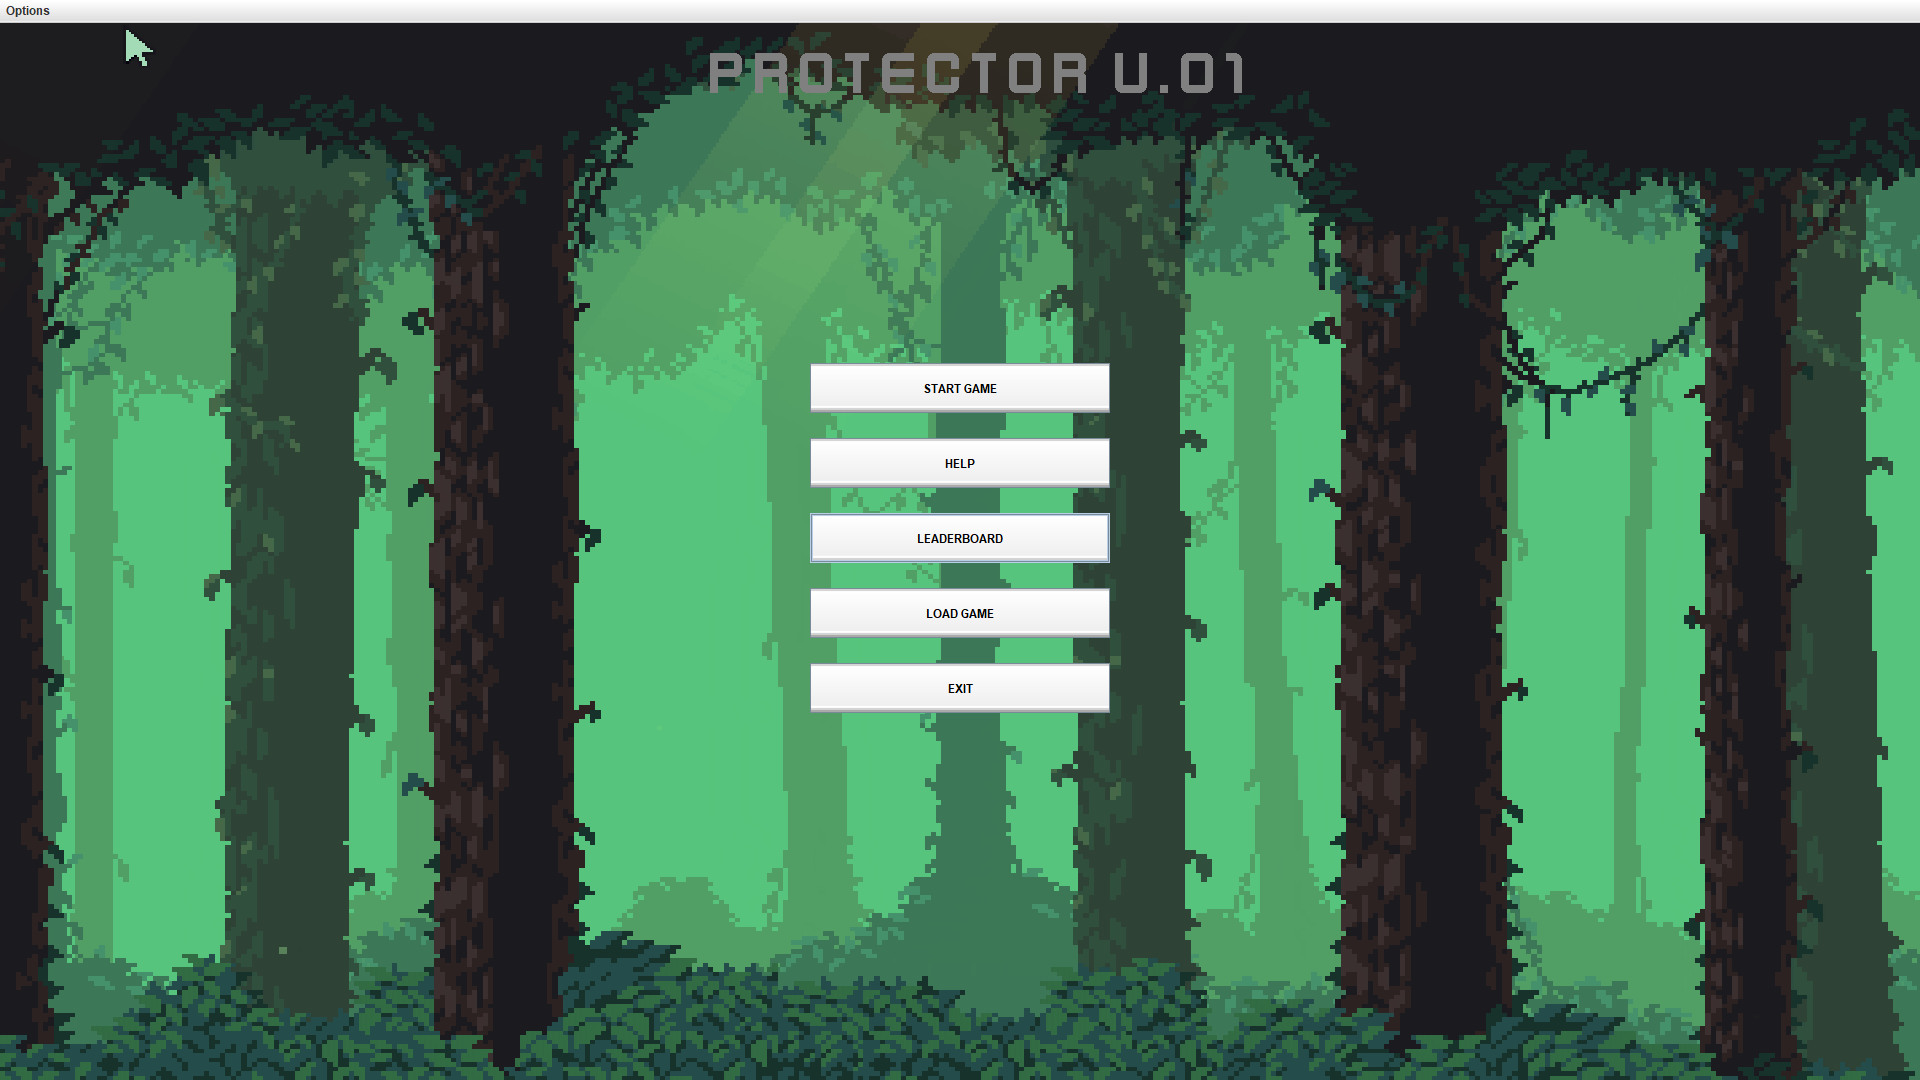 Options
PROTECTOR V.01
START GAME
HELP
LEADERBOARD
LOAD GAME
EXIT